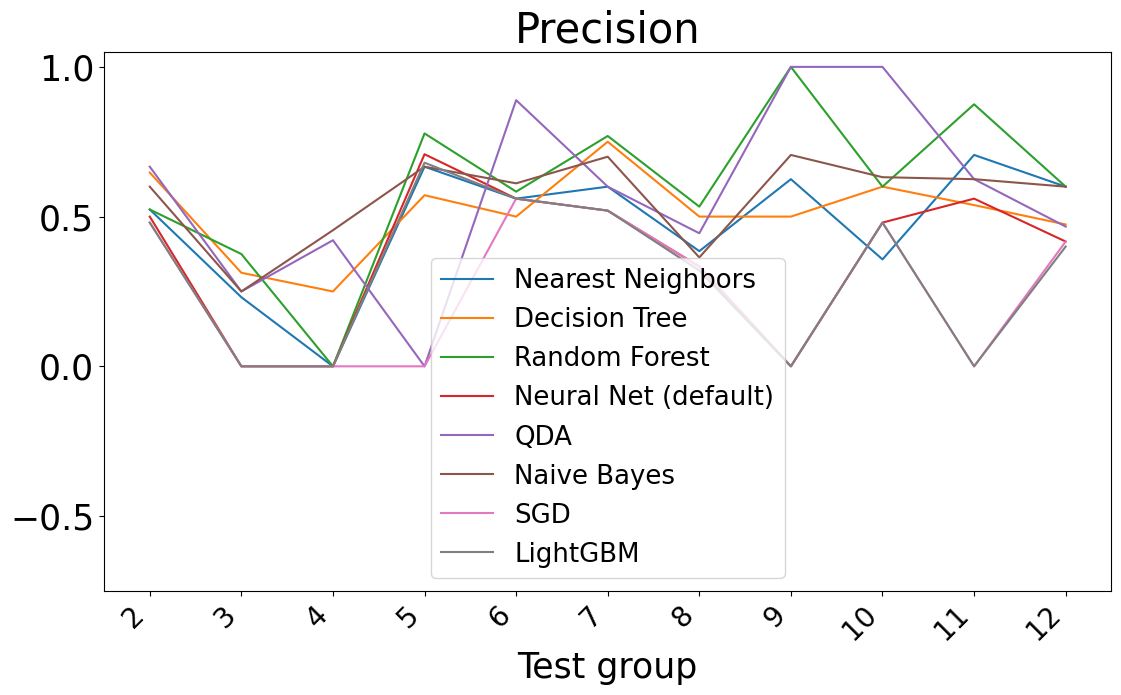 Precision
1.0
0.5
0.0
−0.5
Nearest Neighbors
Decision Tree
Random Forest
Neural Net (default)
QDA
Naive Bayes
SGD
LightGBM
2 3 4 5 6 7 8 9 10 11 12
Test group